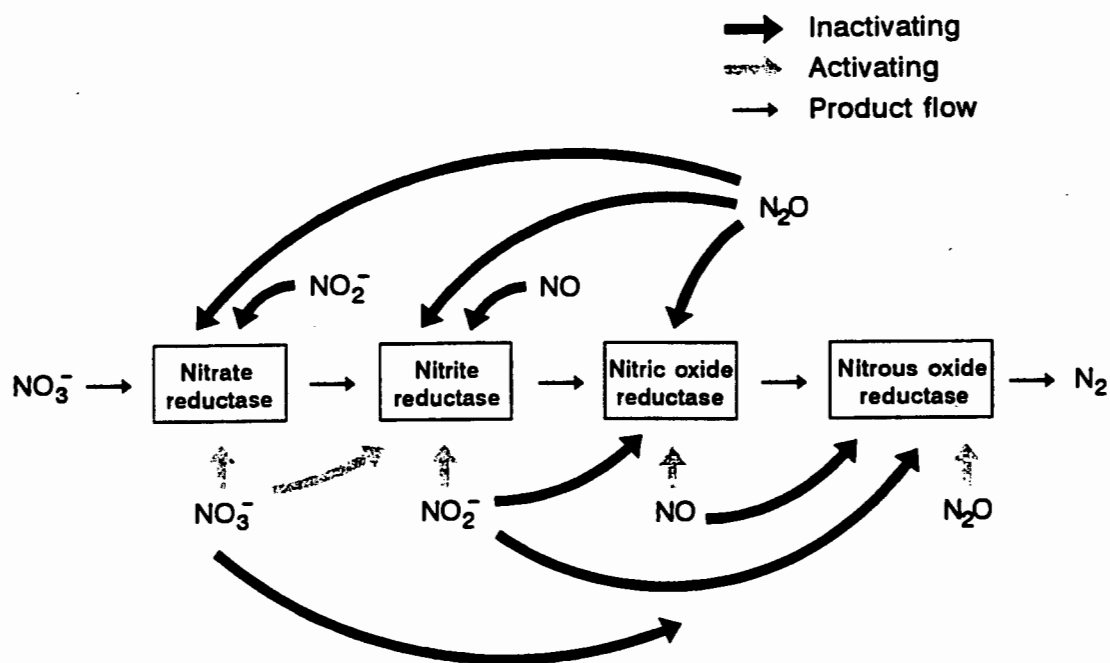 Inactivating
Activating
Product flow
N₂O
NO₂⁻
NO
NO₃⁻
Nitrate
reductase
Nitrite
reductase
Nitric oxide
reductase
Nitrous oxide
reductase
N₂
NO₃⁻
NO₂⁻
NO
N₂O